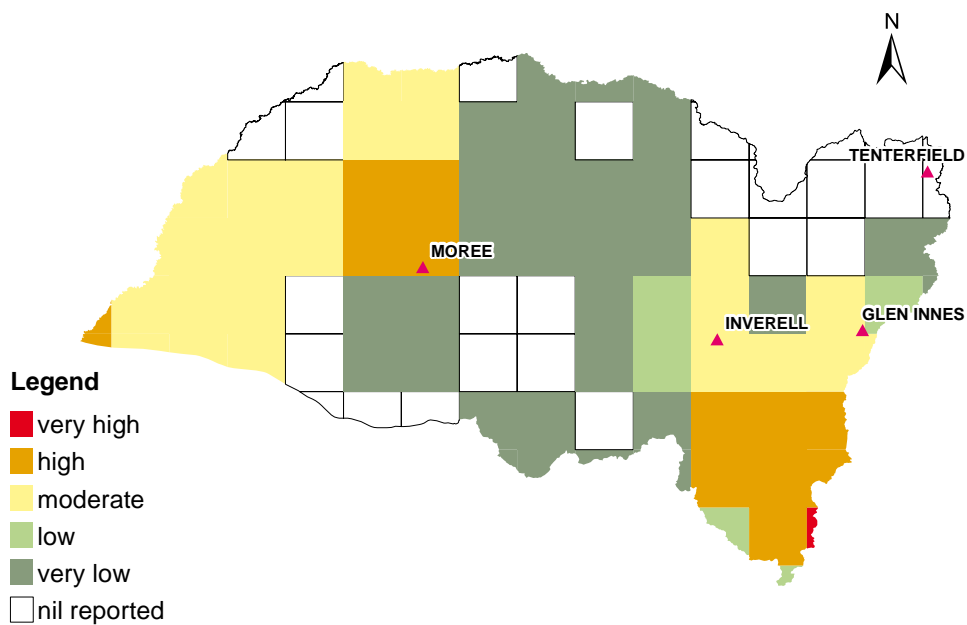 N
TENTERFIELD
MOREE
GLEN INNES
INVERELL
Legend
very high
high
moderate
low
very low
nil reported